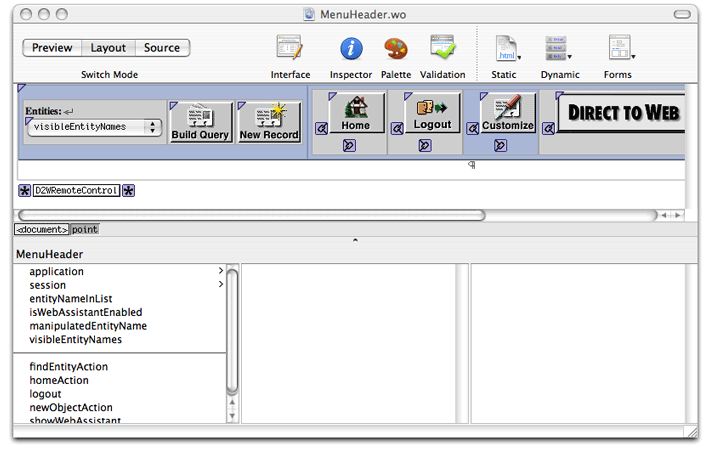 MenuHeader.wo
Preview Layout Source
Switch Mode Interface Inspector Palette Validation Static Dynamic Forms
.html
Entities:
visibleEntityNames
Build Query New Record Home Logout Customize DIRECT TO WEB
D2WRemoteControl
<document> point
MenuHeader
application
session
entityNameInList
isWebAssistantEnabled
manipulatedEntityName
visibleEntityNames
findEntityAction
homeAction
logout
newObjectAction
showWebAssistant